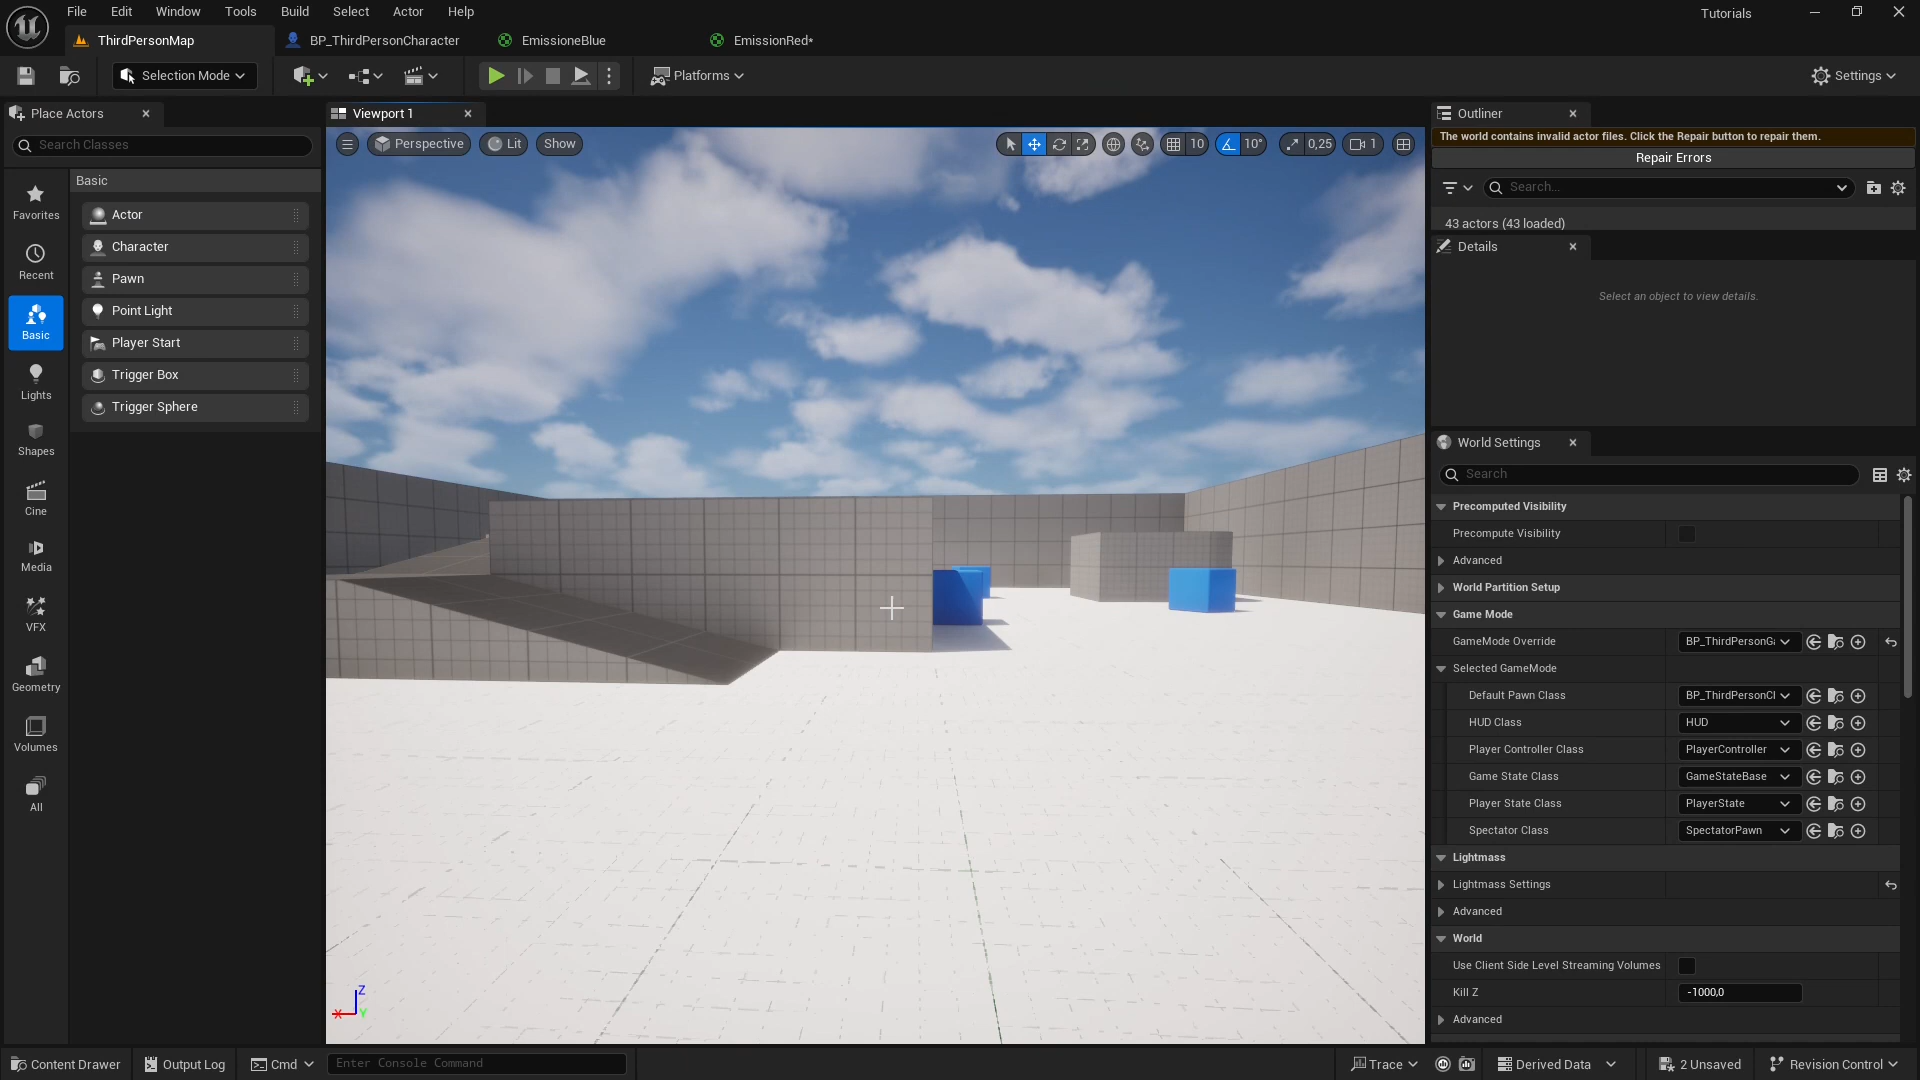 File Edit Window Tools Build Select Actor Help
Tutorials
ThirdPersonMap
BP_ThirdPersonCharacter
EmissioneBlue
EmissionRed*
Selection Mode
Platforms
Settings
Place Actors
Search Classes
Favorites
Recent
Basic
Lights
Shapes
Cine
Media
VFX
Geometry
Volumes
All
Basic
Actor
Character
Pawn
Point Light
Player Start
Trigger Box
Trigger Sphere
Viewport 1
Perspective
Lit
Show
10
10°
0,25
1
Z
X
Y
Outliner
The world contains invalid actor files. Click the Repair button to repair them.
Repair Errors
Search...
43 actors (43 loaded)
Details
Select an object to view details.
World Settings
Search
Precomputed Visibility
Precompute Visibility
Advanced
World Partition Setup
Game Mode
GameMode Override BP_ThirdPersonGa
Selected GameMode
Default Pawn Class BP_ThirdPersonCl
HUD Class HUD
Player Controller Class PlayerController
Game State Class GameStateBase
Player State Class PlayerState
Spectator Class SpectatorPawn
Lightmass
Lightmass Settings
Advanced
World
Use Client Side Level Streaming Volumes
Kill Z -1000,0
Advanced
Content Drawer
Output Log
Cmd
Enter Console Command
Trace
Derived Data
2 Unsaved
Revision Control